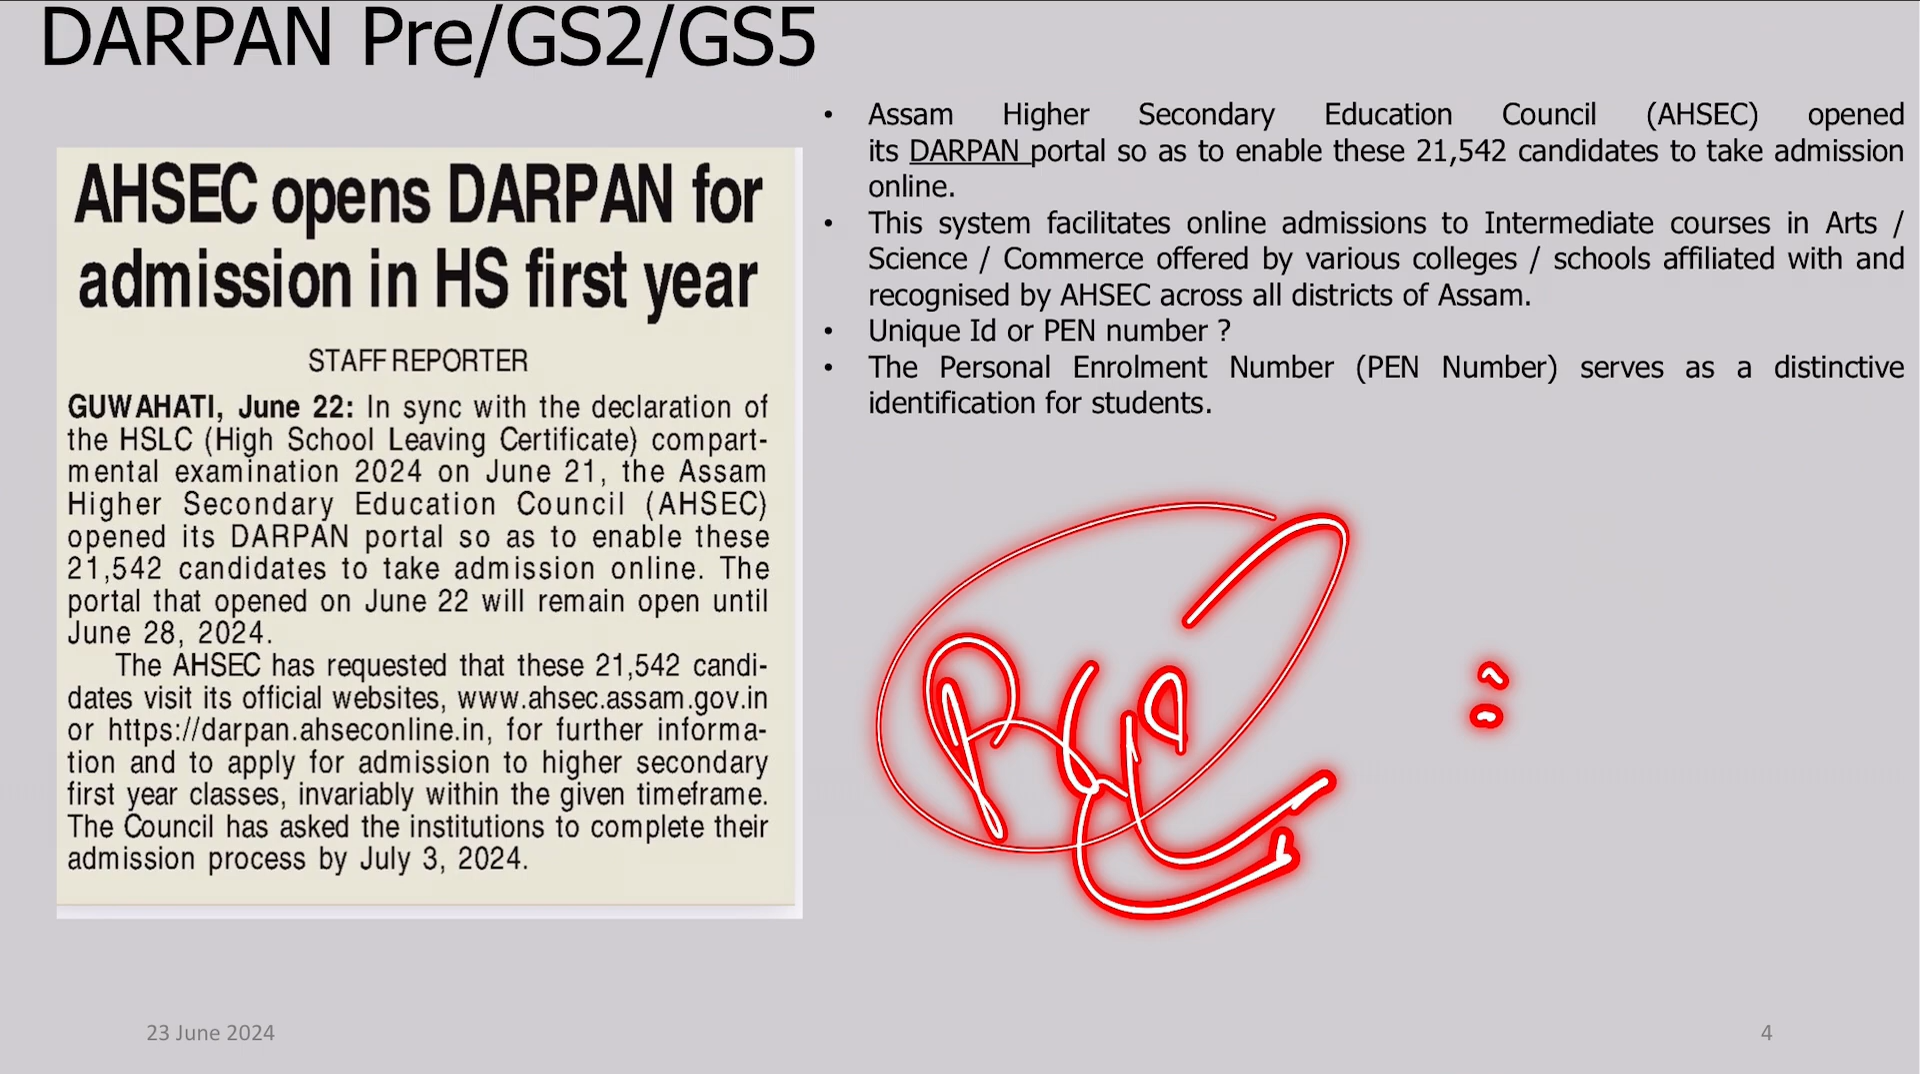 DARPAN Pre/GS2/GS5
AHSEC opens DARPAN for
admission in HS first year
STAFF REPORTER
GUWAHATI, June 22: In sync with the declaration of
the HSLC (High School Leaving Certificate) compart-
mental examination 2024 on June 21, the Assam
Higher Secondary Education Council (AHSEC)
opened its DARPAN portal so as to enable these
21,542 candidates to take admission online. The
portal that opened on June 22 will remain open until
June 28, 2024.
The AHSEC has requested that these 21,542 candi-
dates visit its official websites, www.ahsec.assam.gov.in
or https://darpan.ahseconline.in, for further informa-
tion and to apply for admission to higher secondary
first year classes, invariably within the given timeframe.
The Council has asked the institutions to complete their
admission process by July 3, 2024.
• Assam Higher Secondary Education Council (AHSEC) opened
its DARPAN portal so as to enable these 21,542 candidates to take admission
online.
• This system facilitates online admissions to Intermediate courses in Arts /
Science / Commerce offered by various colleges / schools affiliated with and
recognised by AHSEC across all districts of Assam.
• Unique Id or PEN number ?
• The Personal Enrolment Number (PEN Number) serves as a distinctive
identification for students.
23 June 2024
4